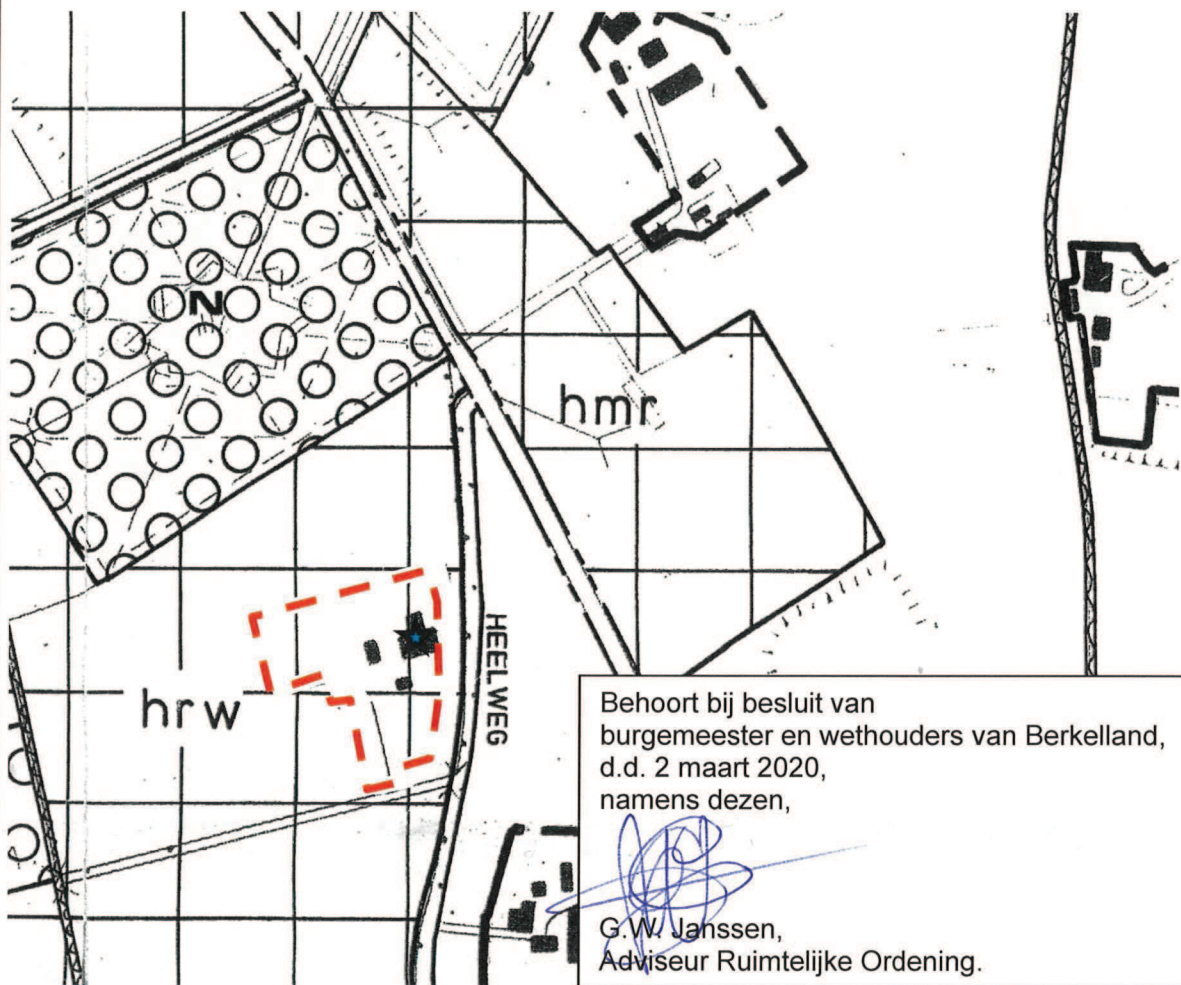 N
hmr
hrw
HEELWEG
Behoort bij besluit van
burgemeester en wethouders van Berkelland,
d.d. 2 maart 2020,
namens dezen,
G.W. Janssen,
Adviseur Ruimtelijke Ordening.